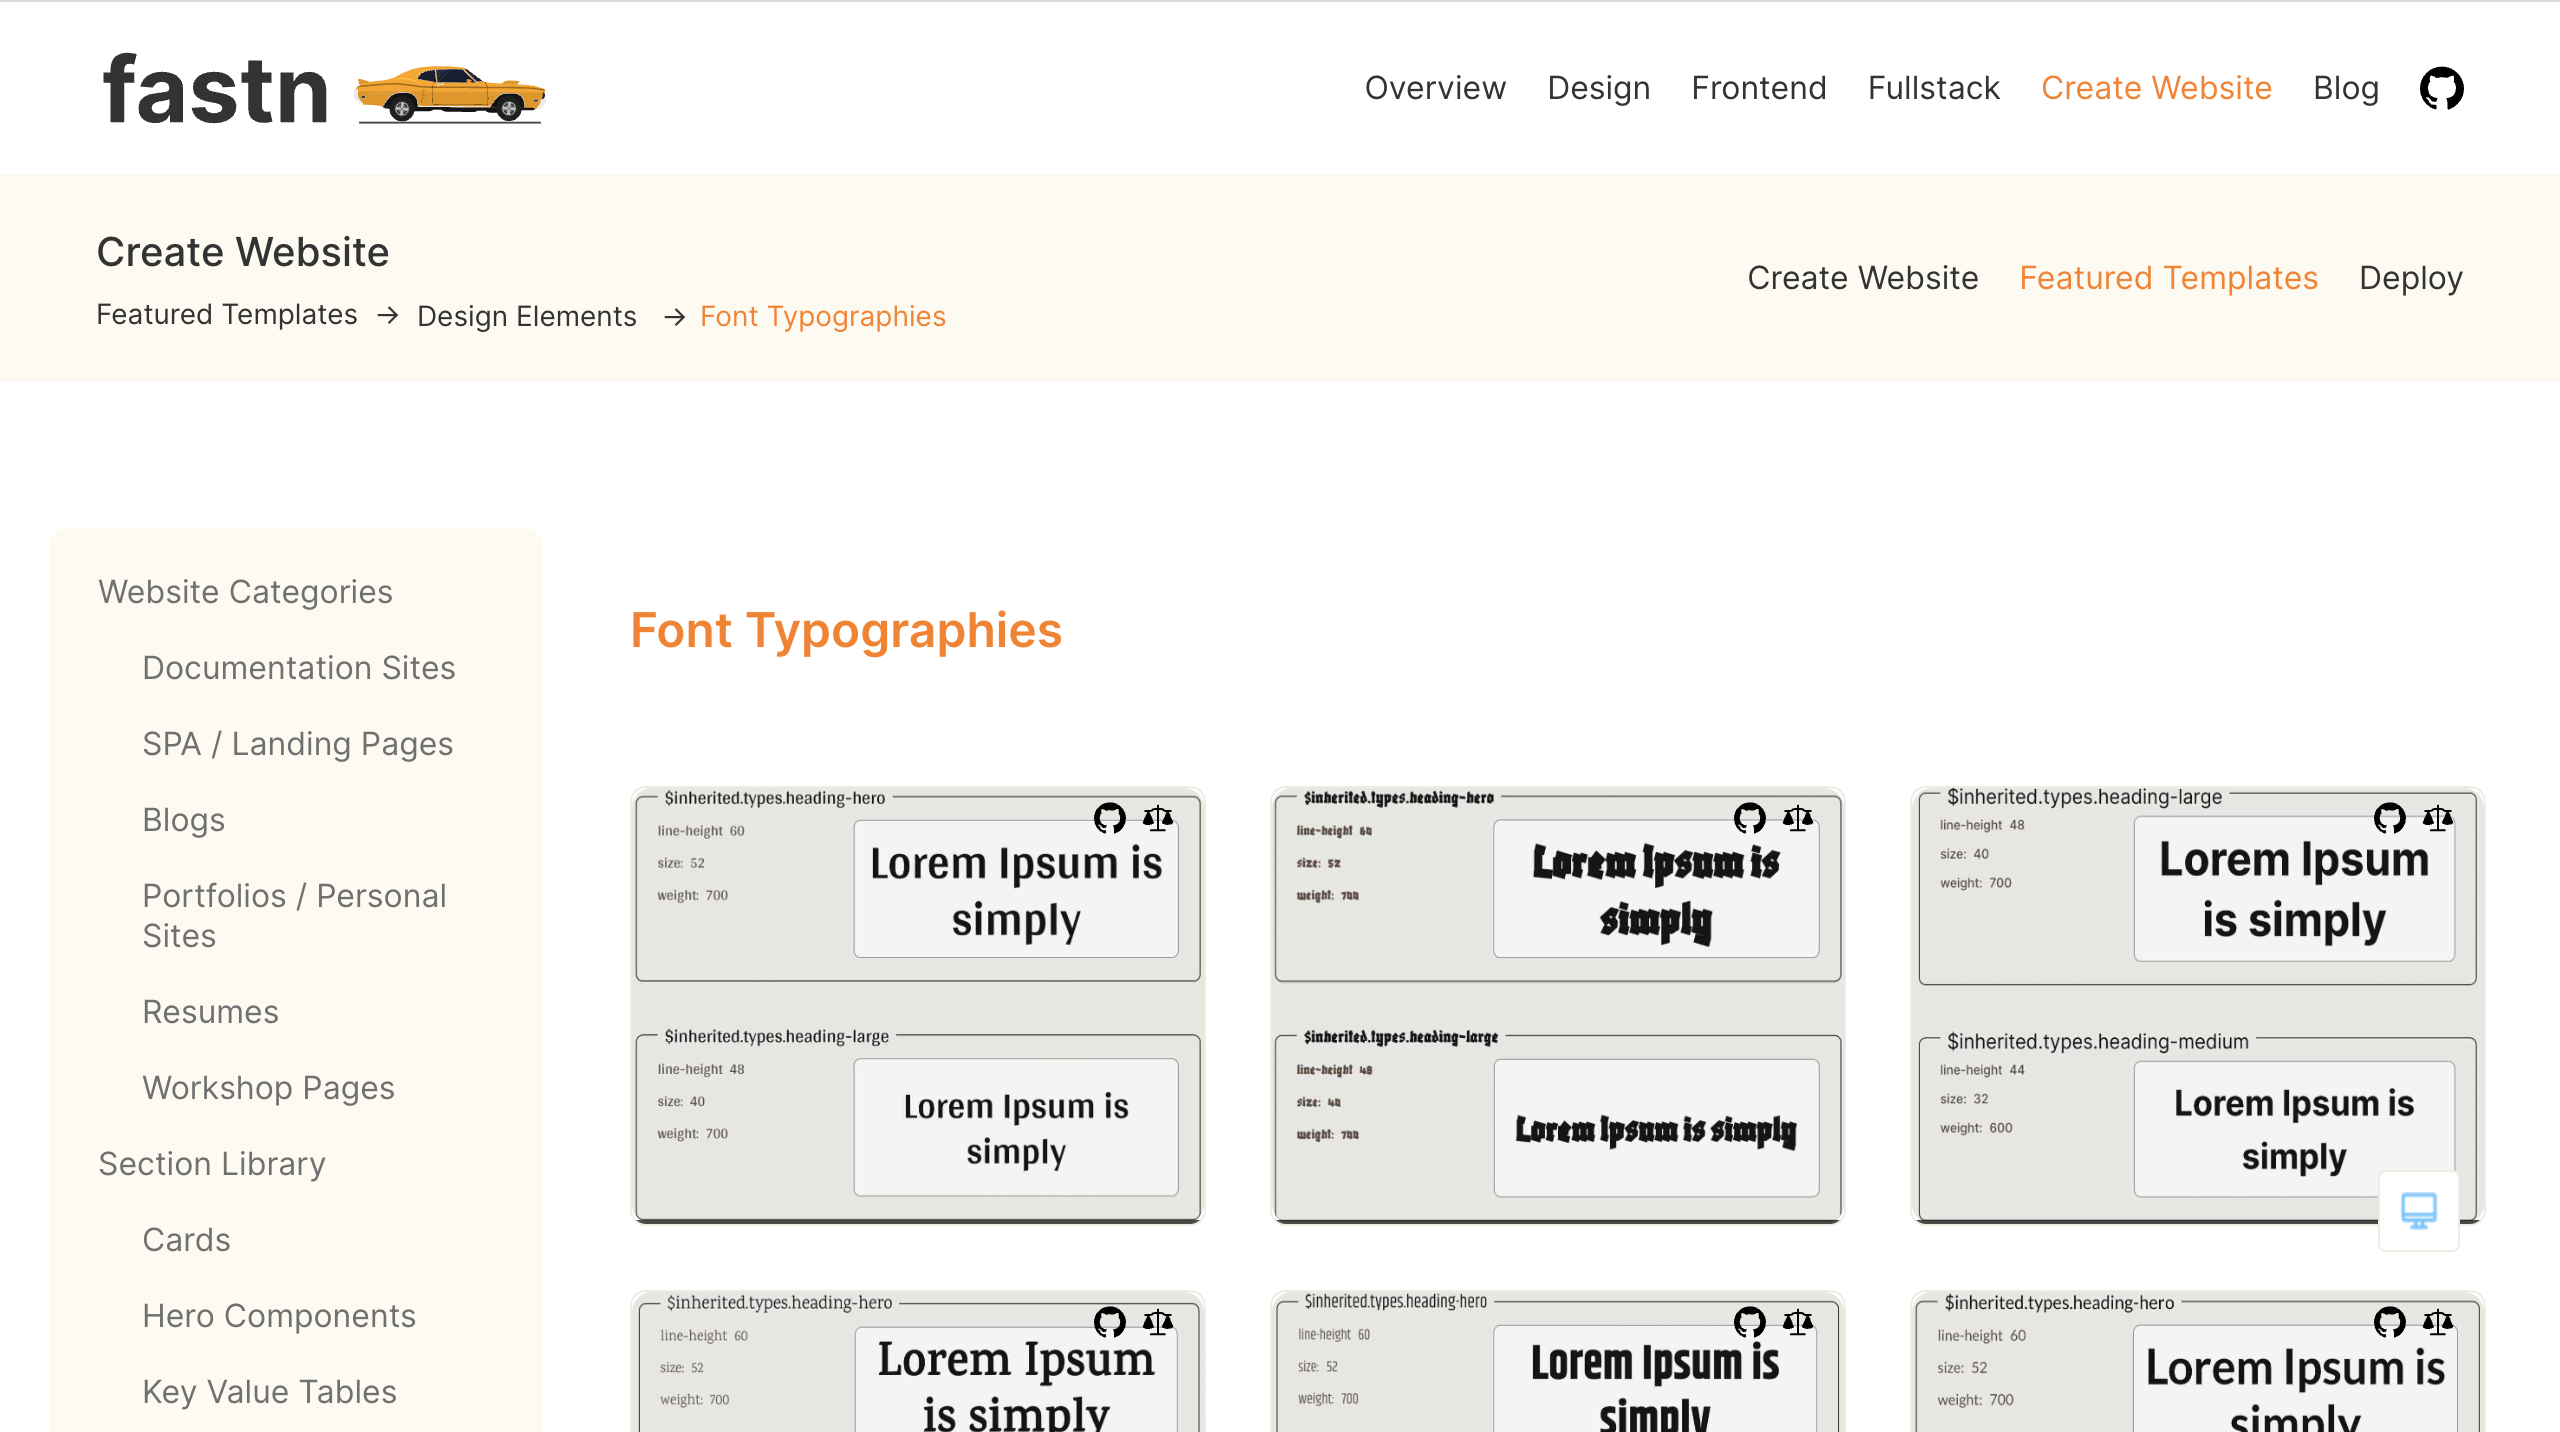 fastn
Overview Design Frontend Fullstack Create Website Blog
Create Website
Featured Templates → Design Elements → Font Typographies
Create Website Featured Templates Deploy
Website Categories
Documentation Sites
SPA / Landing Pages
Blogs
Portfolios / Personal
Sites
Resumes
Workshop Pages
Section Library
Cards
Hero Components
Key Value Tables
Font Typographies
$inherited.types.heading-hero
line-height 60
size: 52
weight: 700
Lorem Ipsum is
simply
$inherited.types.heading-large
line-height 48
size: 40
weight: 700
Lorem Ipsum is
simply
$inherited.types.heading-hero
line-height 60
size: 52
weight: 700
Lorem Ipsum is
simply
$inherited.types.heading-large
line-height 48
size: 40
weight: 700
Lorem Ipsum is simply
$inherited.types.heading-large
line-height 48
size: 40
weight: 700
Lorem Ipsum
is simply
$inherited.types.heading-medium
line-height 44
size: 32
weight: 600
Lorem Ipsum is
simply
$inherited.types.heading-hero
line-height 60
size: 52
weight: 700
Lorem Ipsum
is simply
$inherited.types.heading-hero
line-height 60
size: 52
weight: 700
Lorem Ipsum is
simply
$inherited.types.heading-hero
line-height 60
size: 52
weight: 700
Lorem Ipsum is
simply